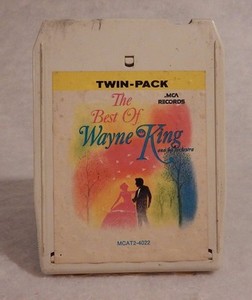 TWIN-PACK
The
Best Of
Wayne King
and his orchestra
MCA
RECORDS
MCAT2-4022